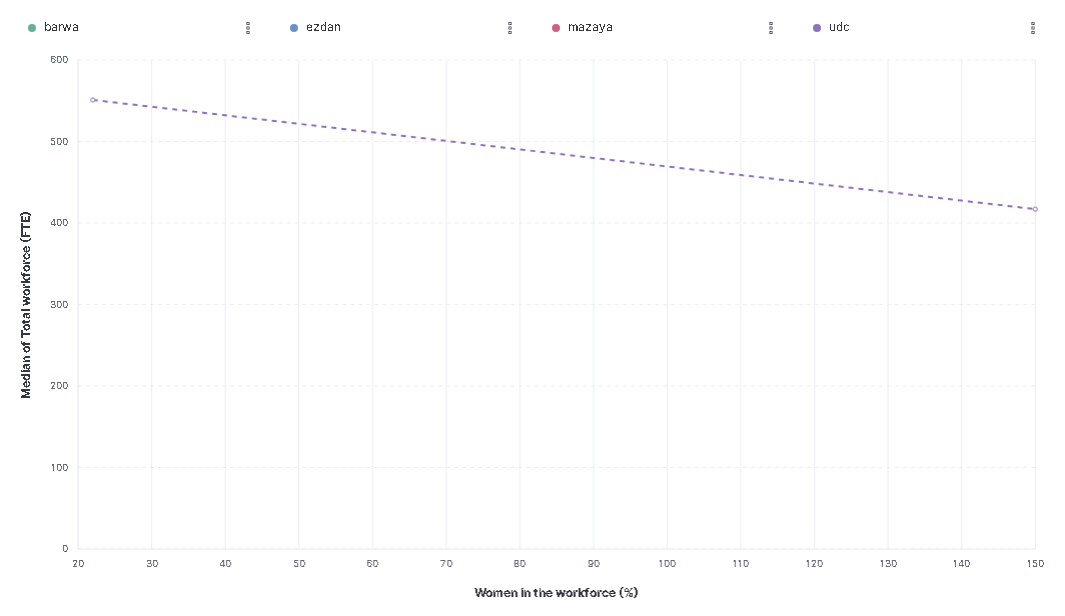 barwa ezdan mazaya udc
600
500
400
300
200
100
0
Median of Total workforce (FTE)
20 30 40 50 60 70 80 90 100 110 120 130 140 150
Women in the workforce (%)